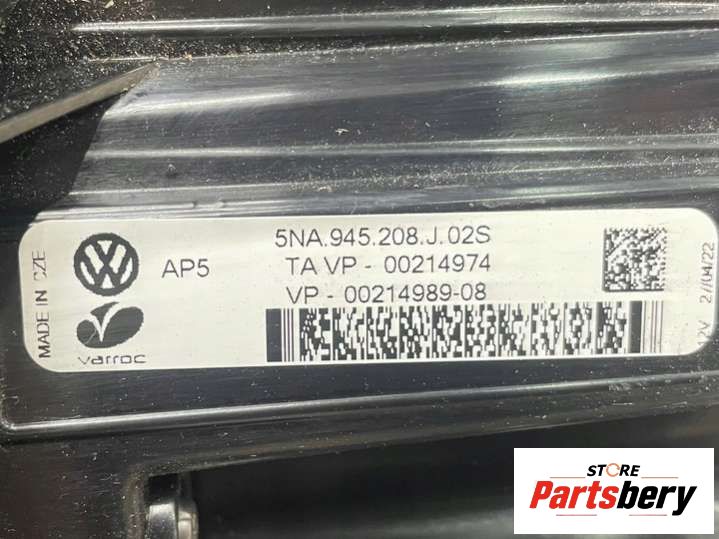 MADE IN CZE
AP5
varroc
5NA.945.208.J.02S
TA VP - 00214974
VP - 00214989-08
STORE
Partsbery